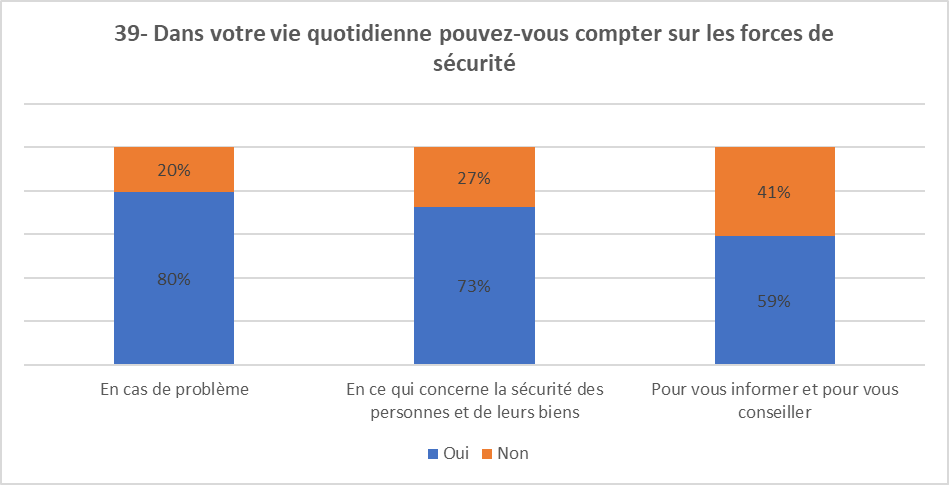 39- Dans votre vie quotidienne pouvez-vous compter sur les forces de
sécurité
20%
27%
41%
80%
73%
59%
En cas de problème
En ce qui concerne la sécurité des
personnes et de leurs biens
Pour vous informer et pour vous
conseiller
Oui
Non